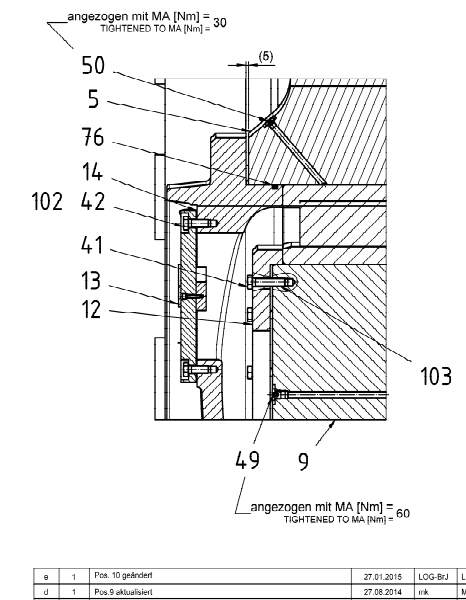 angezogen mit MA [Nm] = 30
TIGHTENED TO MA [Nm] =
(5)
50
5
76
14
102 42
41
13
12
103
49
9
angezogen mit MA [Nm] = 60
TIGHTENED TO MA [Nm] =
e 1 Pos. 10 geändert 27.01.2015 LOG-BrJ L
d 1 Pos.9 aktualisiert 27.08.2014 mk M